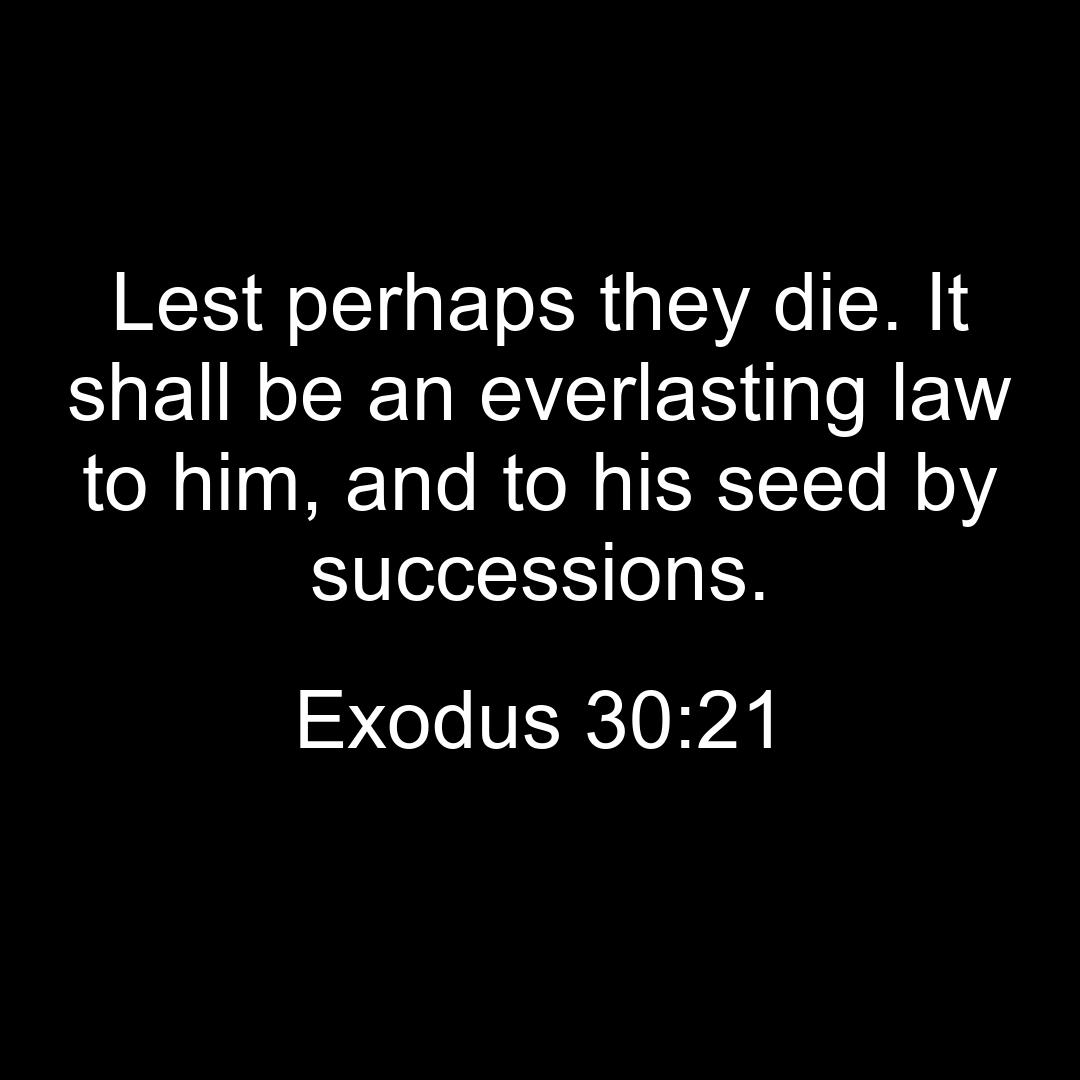 Lest perhaps they die. It
shall be an everlasting law
to him, and to his seed by
successions.
Exodus 30:21